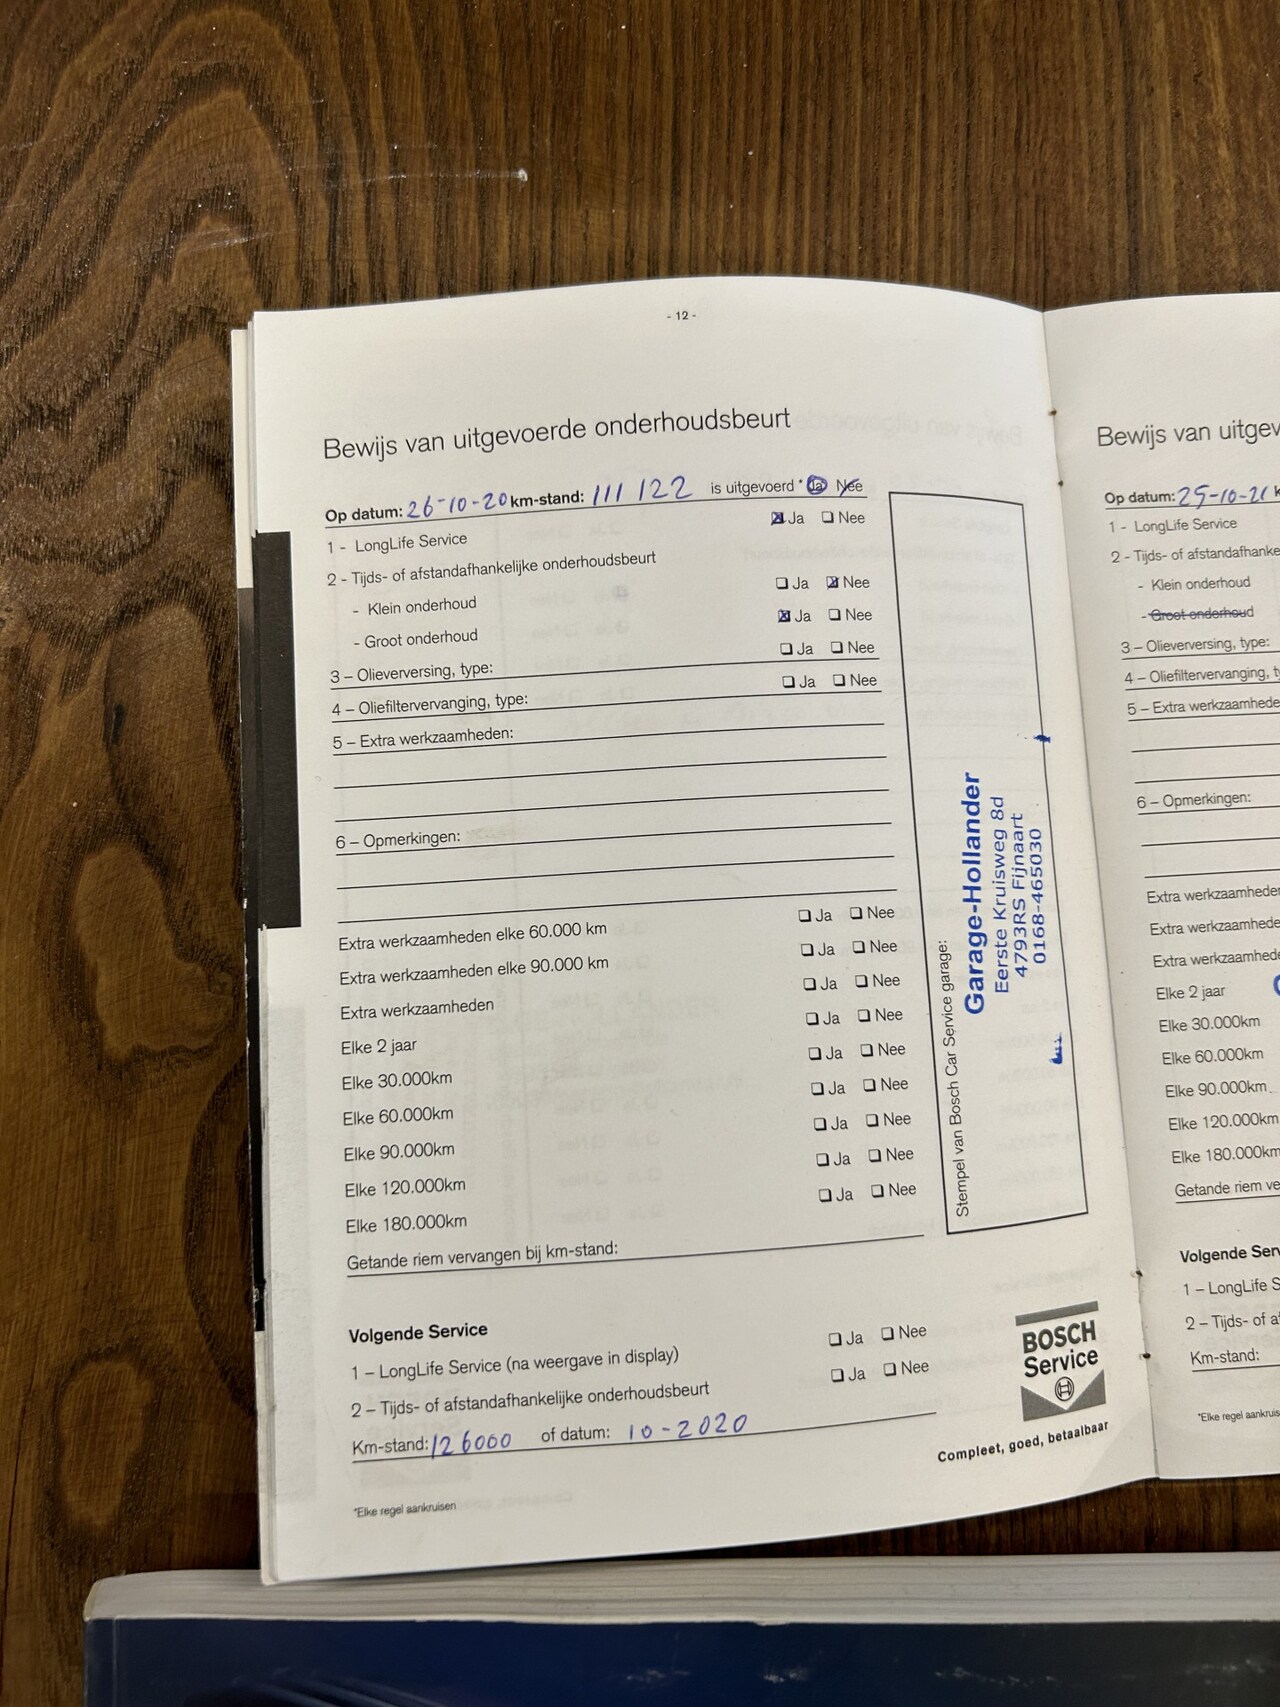 - 12 -
Bewijs van uitgevoerde onderhoudsbeurt
Op datum: 26-10-20 km-stand: 111 122 is uitgevoerd * Ja Nee
1 - LongLife Service Ja Nee
2 - Tijds- of afstandafhankelijke onderhoudsbeurt
- Klein onderhoud Ja Nee
- Groot onderhoud Ja Nee
3 – Olieverversing, type: Ja Nee
4 – Oliefiltervervanging, type: Ja Nee
5 – Extra werkzaamheden:
6 – Opmerkingen:
Extra werkzaamheden elke 60.000 km Ja Nee
Extra werkzaamheden elke 90.000 km Ja Nee
Extra werkzaamheden Ja Nee
Elke 2 jaar Ja Nee
Elke 30.000km Ja Nee
Elke 60.000km Ja Nee
Elke 90.000km Ja Nee
Elke 120.000km Ja Nee
Elke 180.000km Ja Nee
Getande riem vervangen bij km-stand:
Stempel van Bosch Car Service garage:
Garage-Hollander
Eerste Kruisweg 8d
4793RS Fijnaart
0168-465030
Volgende Service
1 – LongLife Service (na weergave in display) Ja Nee
2 – Tijds- of afstandafhankelijke onderhoudsbeurt Ja Nee
Km-stand: 126000 of datum: 10-2020
*Elke regel aankruisen
BOSCH
Service
Compleet, goed, betaalbaar
Bewijs van uitgev
Op datum: 25-10-21 k
1 - LongLife Service
2 - Tijds- of afstandafhanke
- Klein onderhoud
- Groot onderhoud
3 – Olieverversing, type:
4 – Oliefiltervervanging, ty
5 – Extra werkzaamheden
6 – Opmerkingen:
Extra werkzaamheden
Extra werkzaamhede
Extra werkzaamhed
Elke 2 jaar
Elke 30.000km
Elke 60.000km
Elke 90.000km
Elke 120.000km
Elke 180.000km
Getande riem ve
Volgende Ser
1 – LongLife S
2 – Tijds- of a
Km-stand:
*Elke regel aankruis